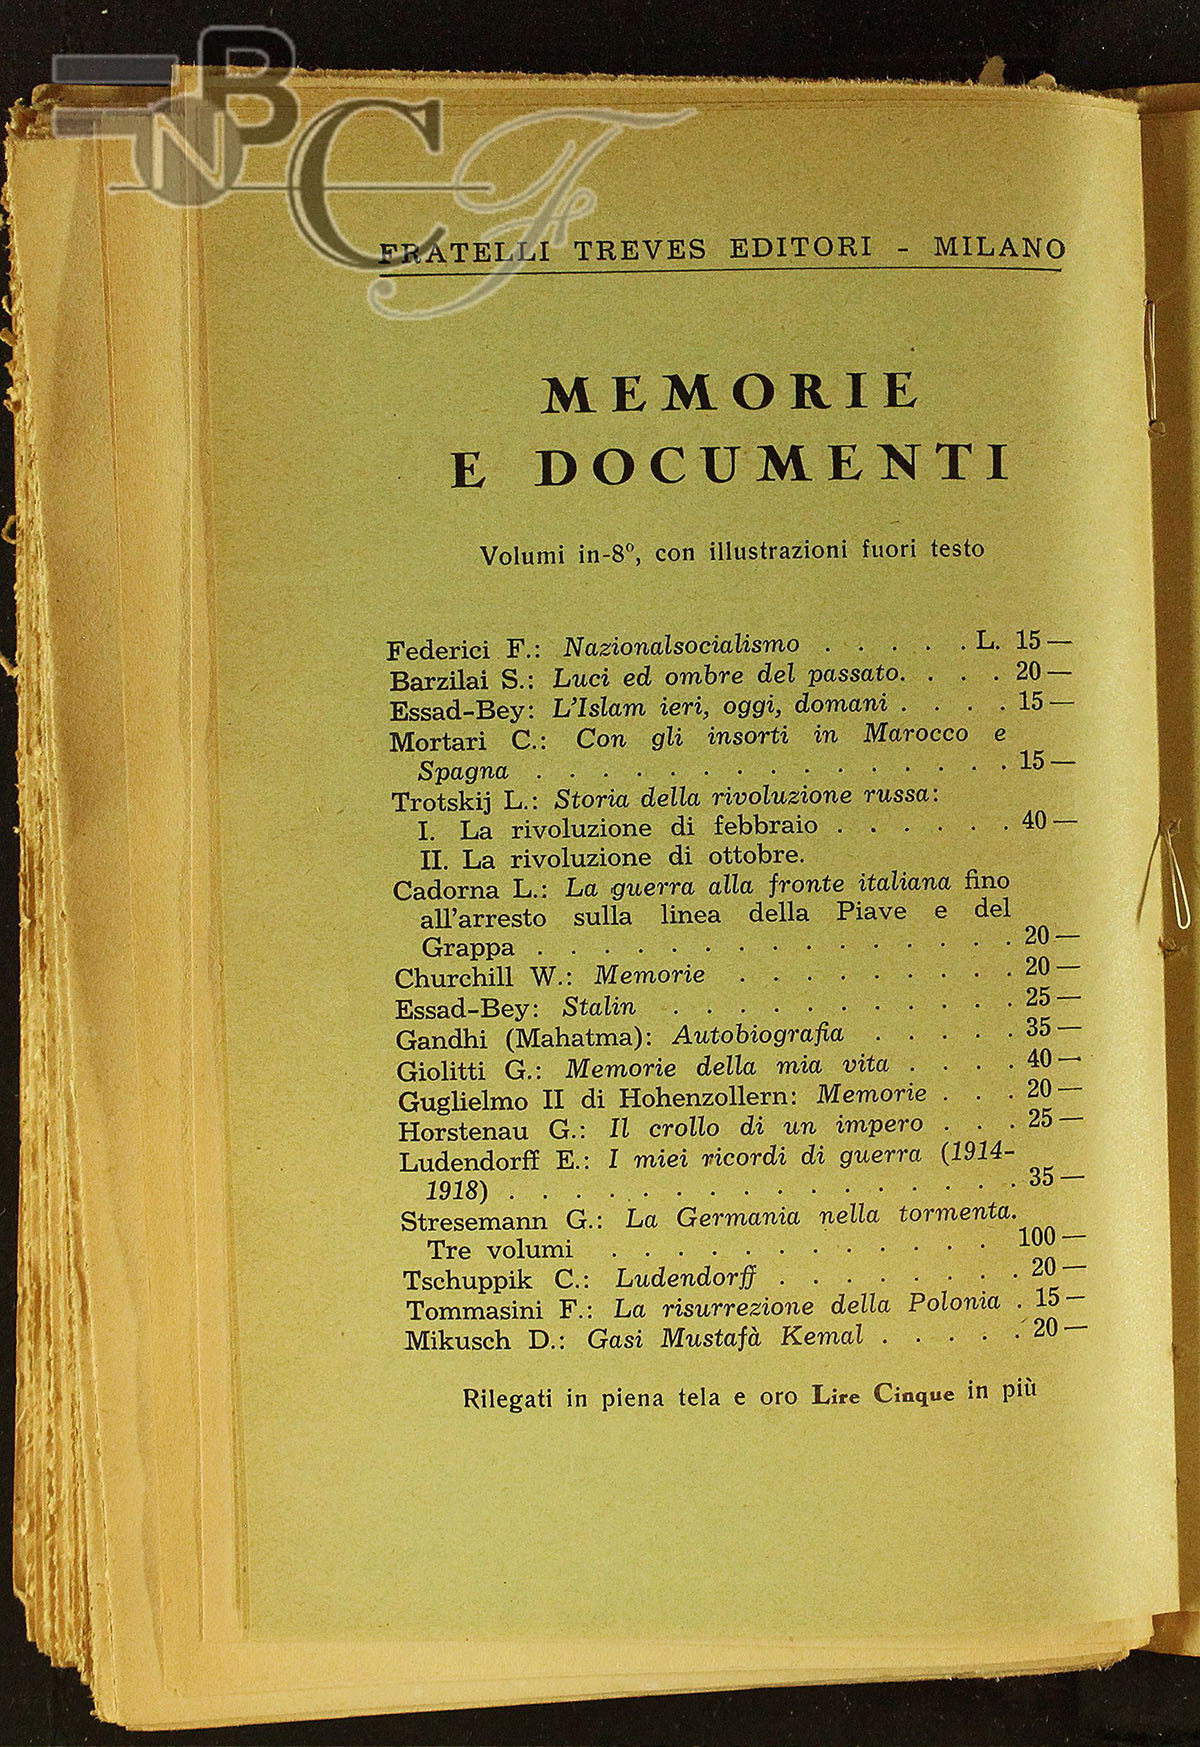 NBCF
FRATELLI TREVES EDITORI - MILANO
MEMORIE
E DOCUMENTI
Volumi in-8º, con illustrazioni fuori testo
Federici F.: Nazionalsocialismo . . . . . L. 15 —
Barzilai S.: Luci ed ombre del passato. . . . 20 —
Essad-Bey: L'Islam ieri, oggi, domani . . . . 15 —
Mortari C.: Con gli insorti in Marocco e
Spagna . . . . . . . . . . . . . . . 15 —
Trotskij L.: Storia della rivoluzione russa:
I. La rivoluzione di febbraio . . . . . . 40 —
II. La rivoluzione di ottobre.
Cadorna L.: La guerra alla fronte italiana fino
all'arresto sulla linea della Piave e del
Grappa . . . . . . . . . . . . . . . 20 —
Churchill W.: Memorie . . . . . . . . . 20 —
Essad-Bey: Stalin . . . . . . . . . . . 25 —
Gandhi (Mahatma): Autobiografia . . . . . 35 —
Giolitti G.: Memorie della mia vita . . . . 40 —
Guglielmo II di Hohenzollern: Memorie . . . 20 —
Horstenau G.: Il crollo di un impero . . . 25 —
Ludendorff E.: I miei ricordi di guerra (1914-
1918) . . . . . . . . . . . . . . . . 35 —
Stresemann G.: La Germania nella tormenta.
Tre volumi . . . . . . . . . . . . 100 —
Tschuppik C.: Ludendorff . . . . . . . . 20 —
Tommasini F.: La risurrezione della Polonia . 15 —
Mikusch D.: Gasi Mustafà Kemal . . . . . 20 —
Rilegati in piena tela e oro Lire Cinque in più